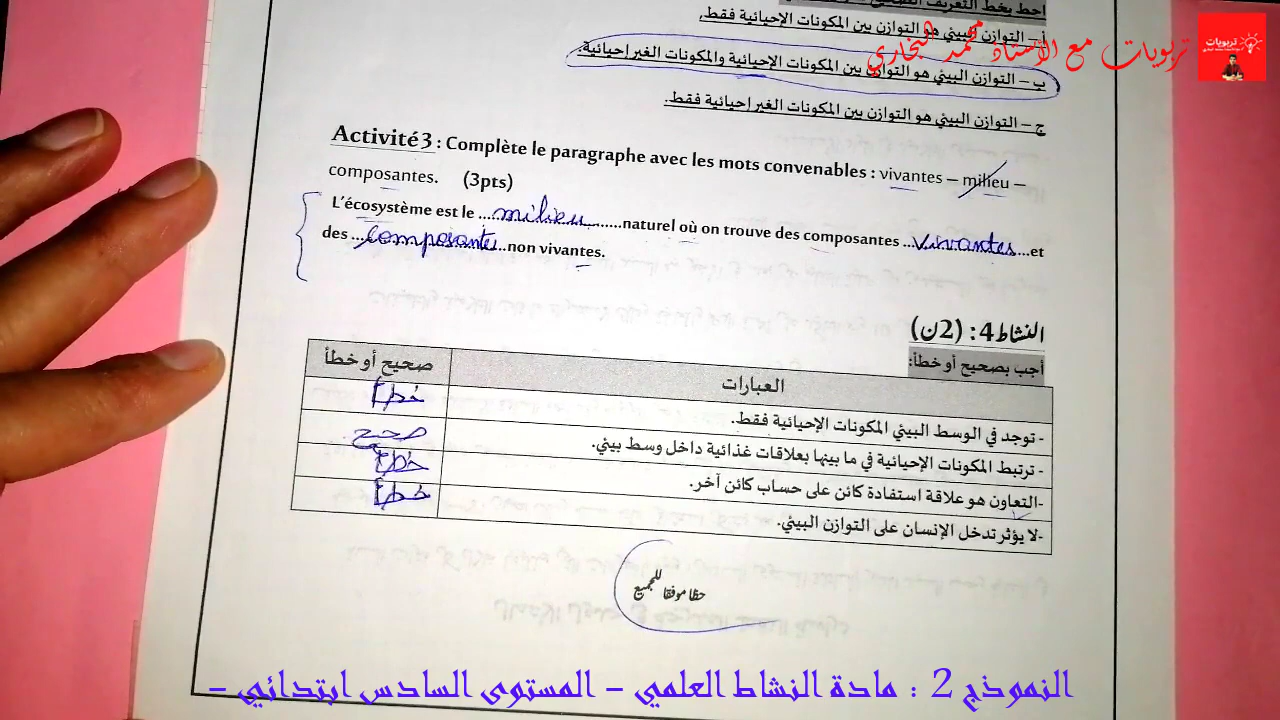 احط بخط التعريف الصحيح
أ – التوازن البيئي هو التوازن بين المكونات الإحيائية فقط.
تربويات مع الأستاذ محمد البخاري
تربويات
ب – التوازن البيئي هو التوازن بين المكونات الإحيائية والمكونات الغير إحيائية.
ج – التوازن البيئي هو التوازن بين المكونات الغير إحيائية فقط.
Activité3 : Complète le paragraphe avec les mots convenables : vivantes – milieu –
composantes. (3pts)
L'écosystème est le ...milieu......naturel où on trouve des composantes ...vivantes...et
des...composantes...non vivantes.
النشاط 4: (2ن)
أجب بصحيح أو خطأ:
العبارات صحيح أو خطأ
- توجد في الوسط البيئي المكونات الإحيائية فقط. خطأ
- ترتبط المكونات الإحيائية في ما بينها بعلاقات غذائية داخل وسط بيئي. صحيح
-التعاون هو علاقة استفادة كائن على حساب كائن آخر. خطأ
-لا يؤثر تدخل الإنسان على التوازن البيئي. خطأ
حظا موفقا للجميع
النموذج 2 : مادة النشاط العلمي – المستوى السادس ابتدائي –